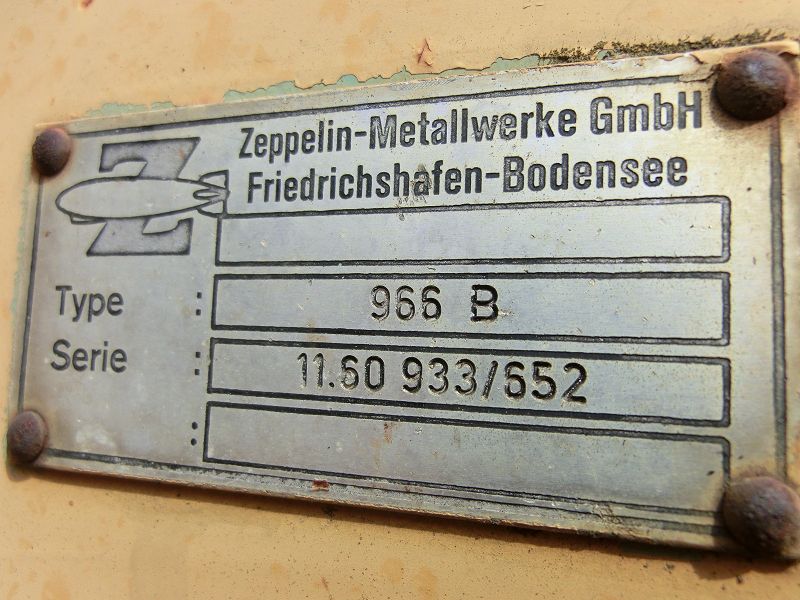 Z
Zeppelin-Metallwerke GmbH
Friedrichshafen-Bodensee
Type : 966 B
Serie : 11.60 933/652
: